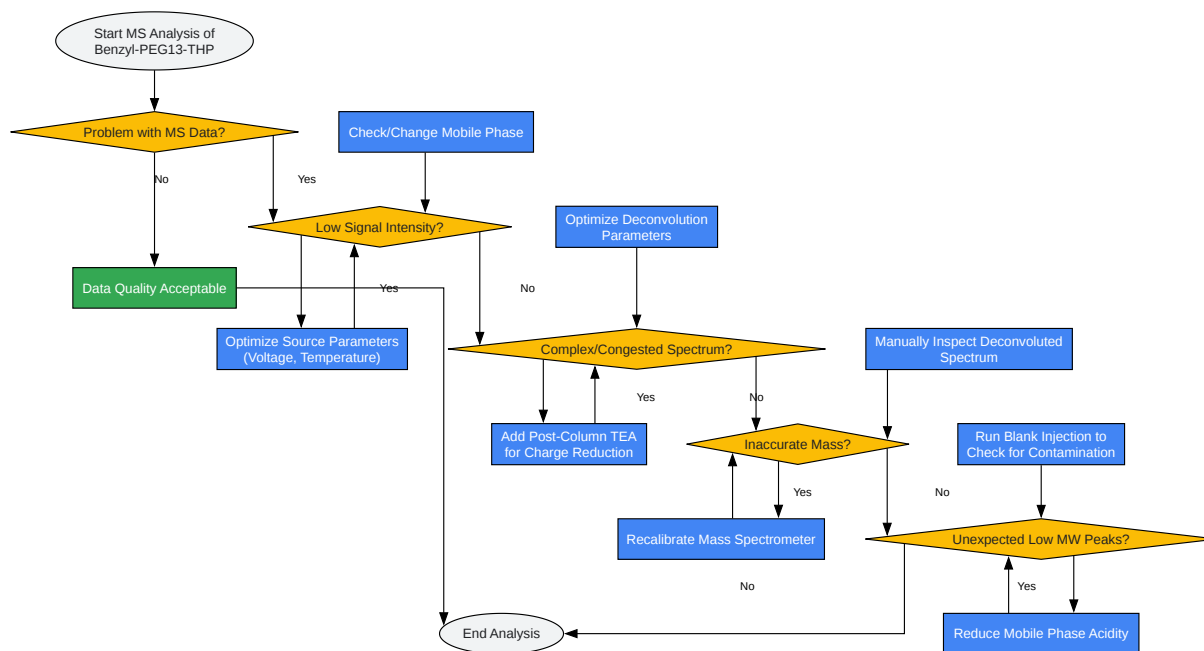 Start MS Analysis of
Benzyl-PEG13-THP
Problem with MS Data?
Check/Change Mobile Phase
No
Yes
Low Signal Intensity?
Optimize Deconvolution
Parameters
Data Quality Acceptable
Yes
No
Optimize Source Parameters
(Voltage, Temperature)
Complex/Congested Spectrum?
Manually Inspect Deconvoluted
Spectrum
Yes
No
Add Post-Column TEA
for Charge Reduction
Inaccurate Mass?
Run Blank Injection to
Check for Contamination
Yes
No
Recalibrate Mass Spectrometer
Unexpected Low MW Peaks?
No
Yes
End Analysis
Reduce Mobile Phase Acidity